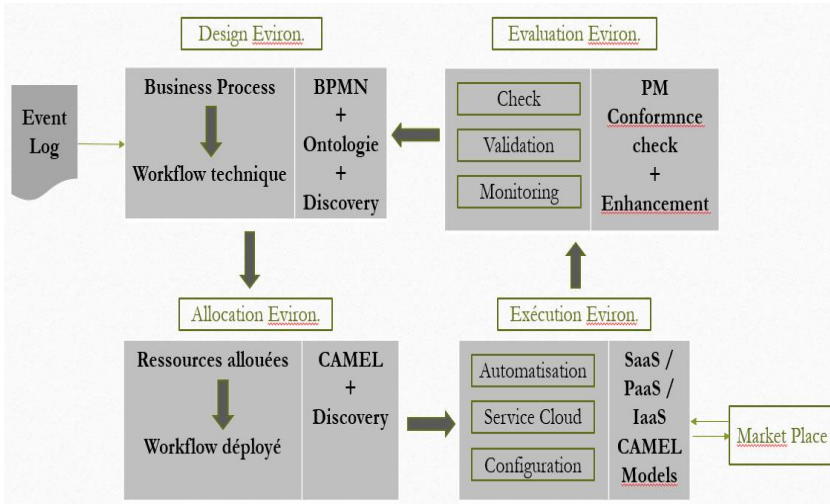 Design Eviron.
Evaluation Eviron.
Event
Log
Business Process
Workflow technique
BPMN
+
Ontologie
+
Discovery
Check
Validation
Monitoring
PM
Conformnce
check
+
Enhancement
Allocation Eviron.
Exécution Eviron.
Ressources allouées
Workflow déployé
CAMEL
+
Discovery
Automatisation
Service Cloud
Configuration
SaaS /
PaaS /
IaaS
CAMEL
Models
Market Place